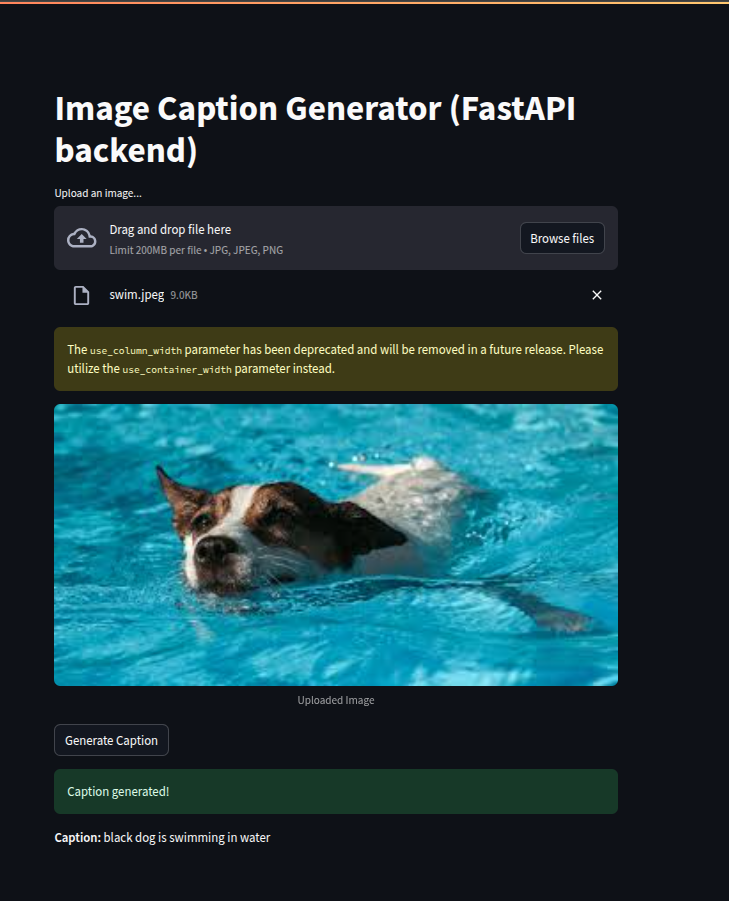 Image Caption Generator (FastAPI
backend)
Upload an image...
Drag and drop file here
Limit 200MB per file • JPG, JPEG, PNG
Browse files
swim.jpeg 9.0KB
The use_column_width parameter has been deprecated and will be removed in a future release. Please
utilize the use_container_width parameter instead.
Uploaded Image
Generate Caption
Caption generated!
Caption: black dog is swimming in water